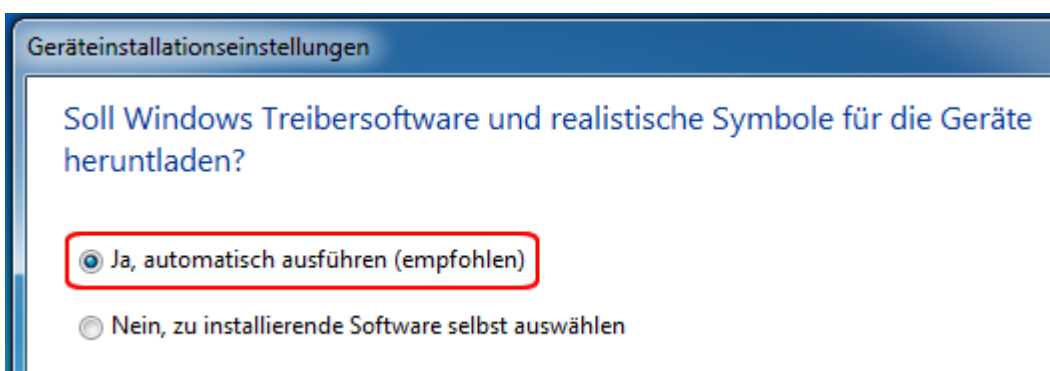 Geräteinstallationseinstellungen
Soll Windows Treibersoftware und realistische Symbole für die Geräte
heruntladen?
Ja, automatisch ausführen (empfohlen)
Nein, zu installierende Software selbst auswählen